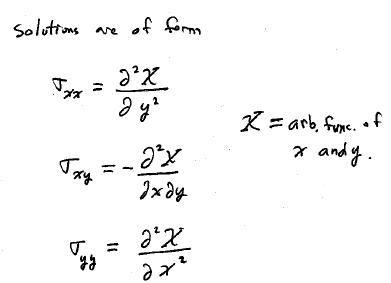 Solutions are of form
σxx = ∂²χ / ∂y²
χ = arb. func. of
x and y.
σxy = -∂²χ / ∂x∂y
σyy = ∂²χ / ∂x²